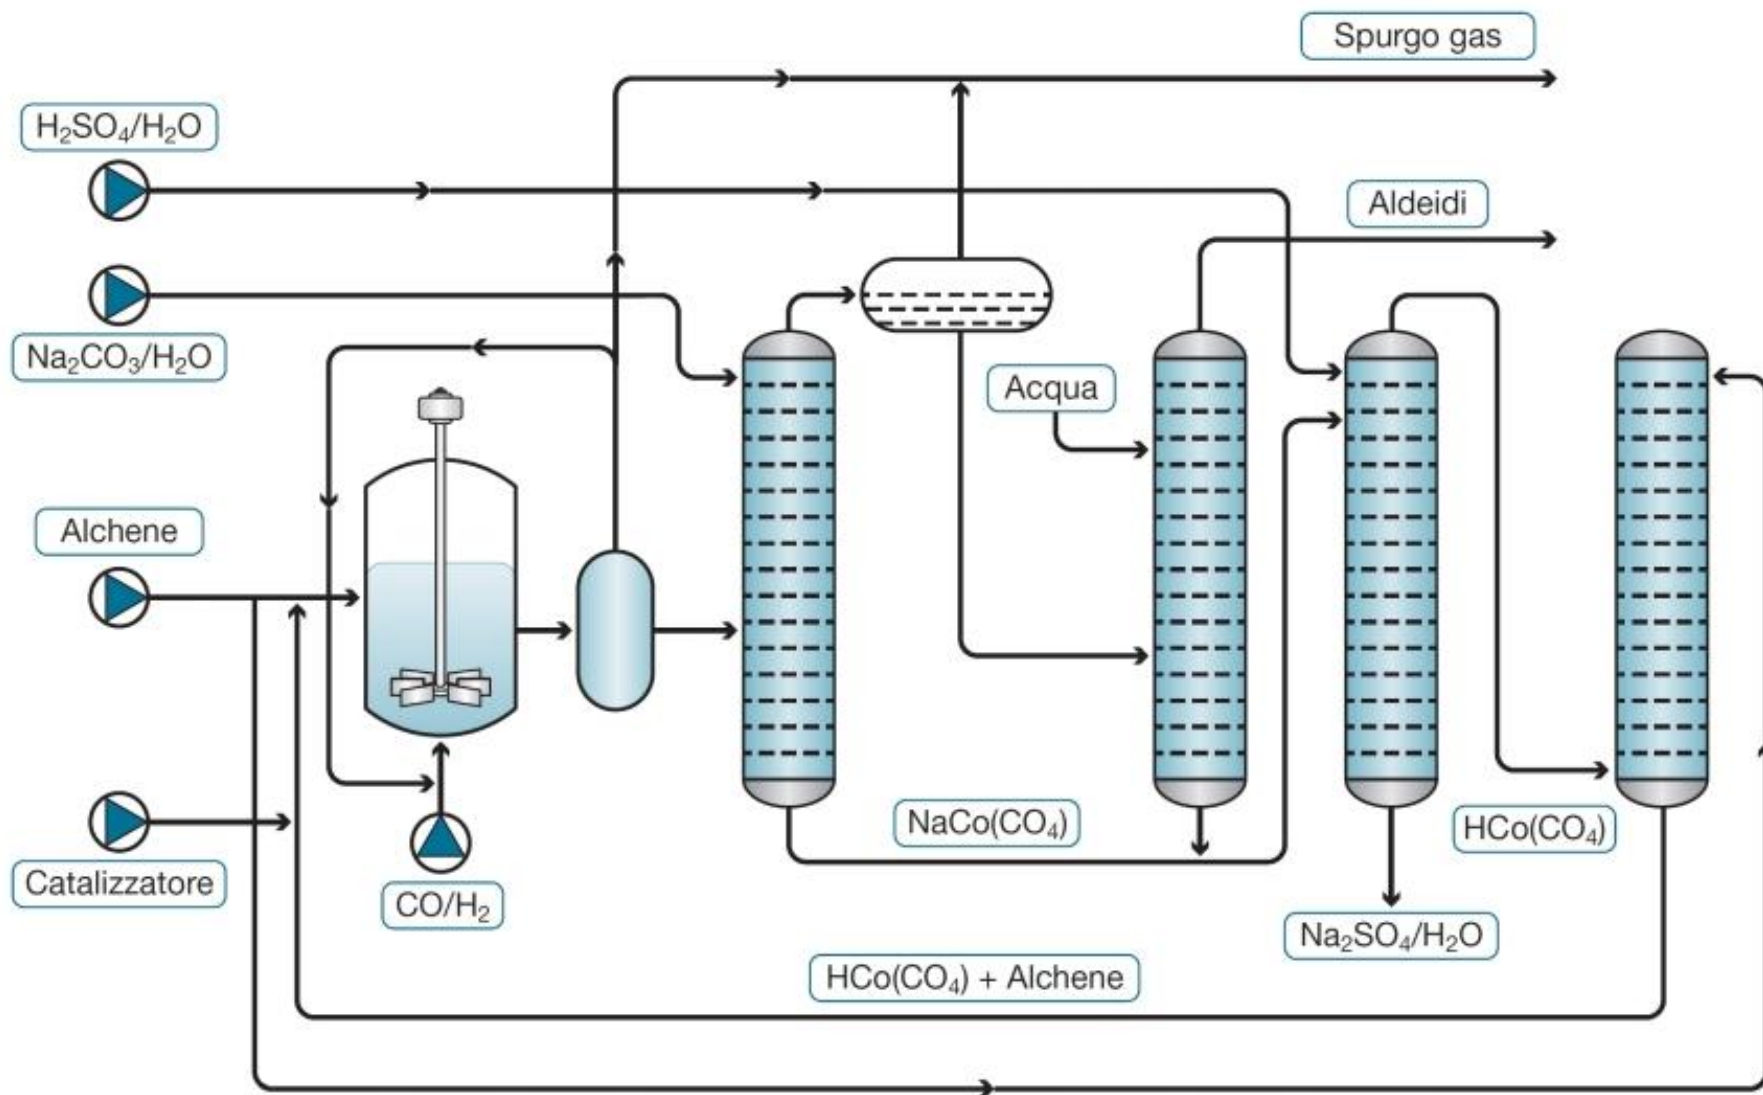 Spurgo gas
H₂SO₄/H₂O
Aldeidi
Na₂CO₃/H₂O
Acqua
Alchene
NaCo(CO₄)
HCo(CO₄)
Catalizzatore
CO/H₂
Na₂SO₄/H₂O
HCo(CO₄) + Alchene